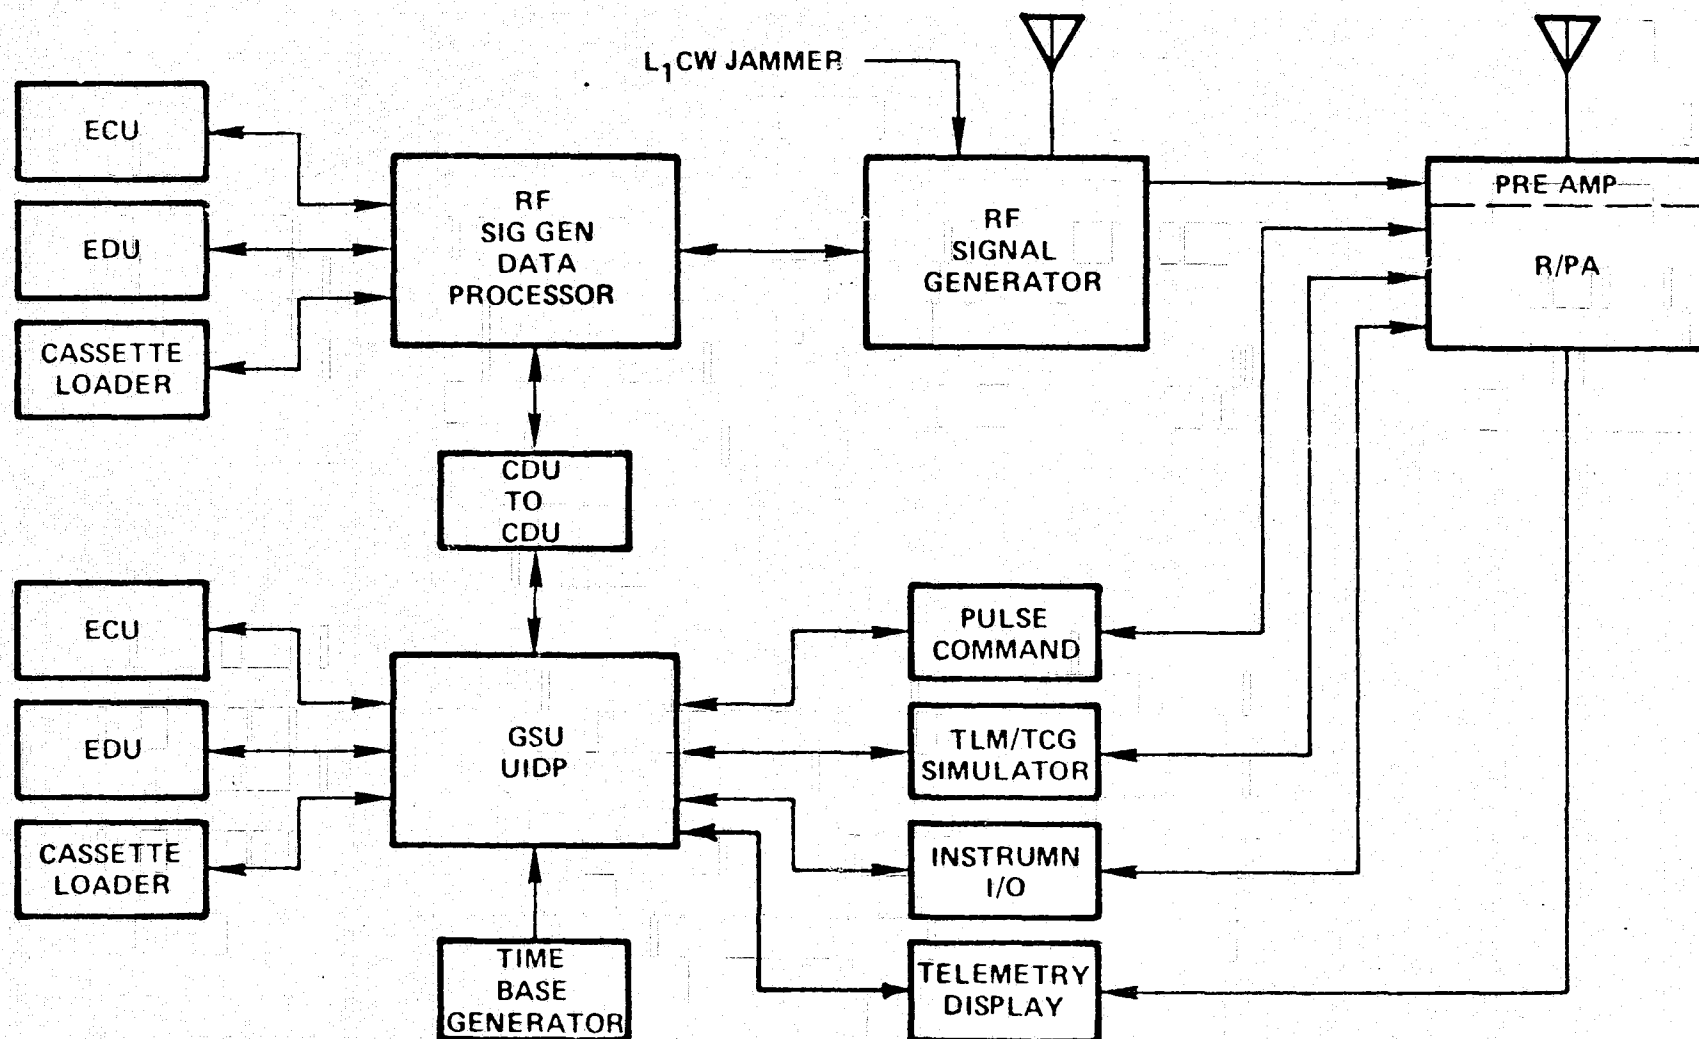 L1CW JAMMER
ECU
EDU
CASSETTE
LOADER
RF
SIG GEN
DATA
PROCESSOR
RF
SIGNAL
GENERATOR
PRE AMP
R/PA
CDU
TO
CDU
ECU
EDU
CASSETTE
LOADER
GSU
UIDP
TIME
BASE
GENERATOR
PULSE
COMMAND
TLM/TCG
SIMULATOR
INSTRUMN
I/O
TELEMETRY
DISPLAY